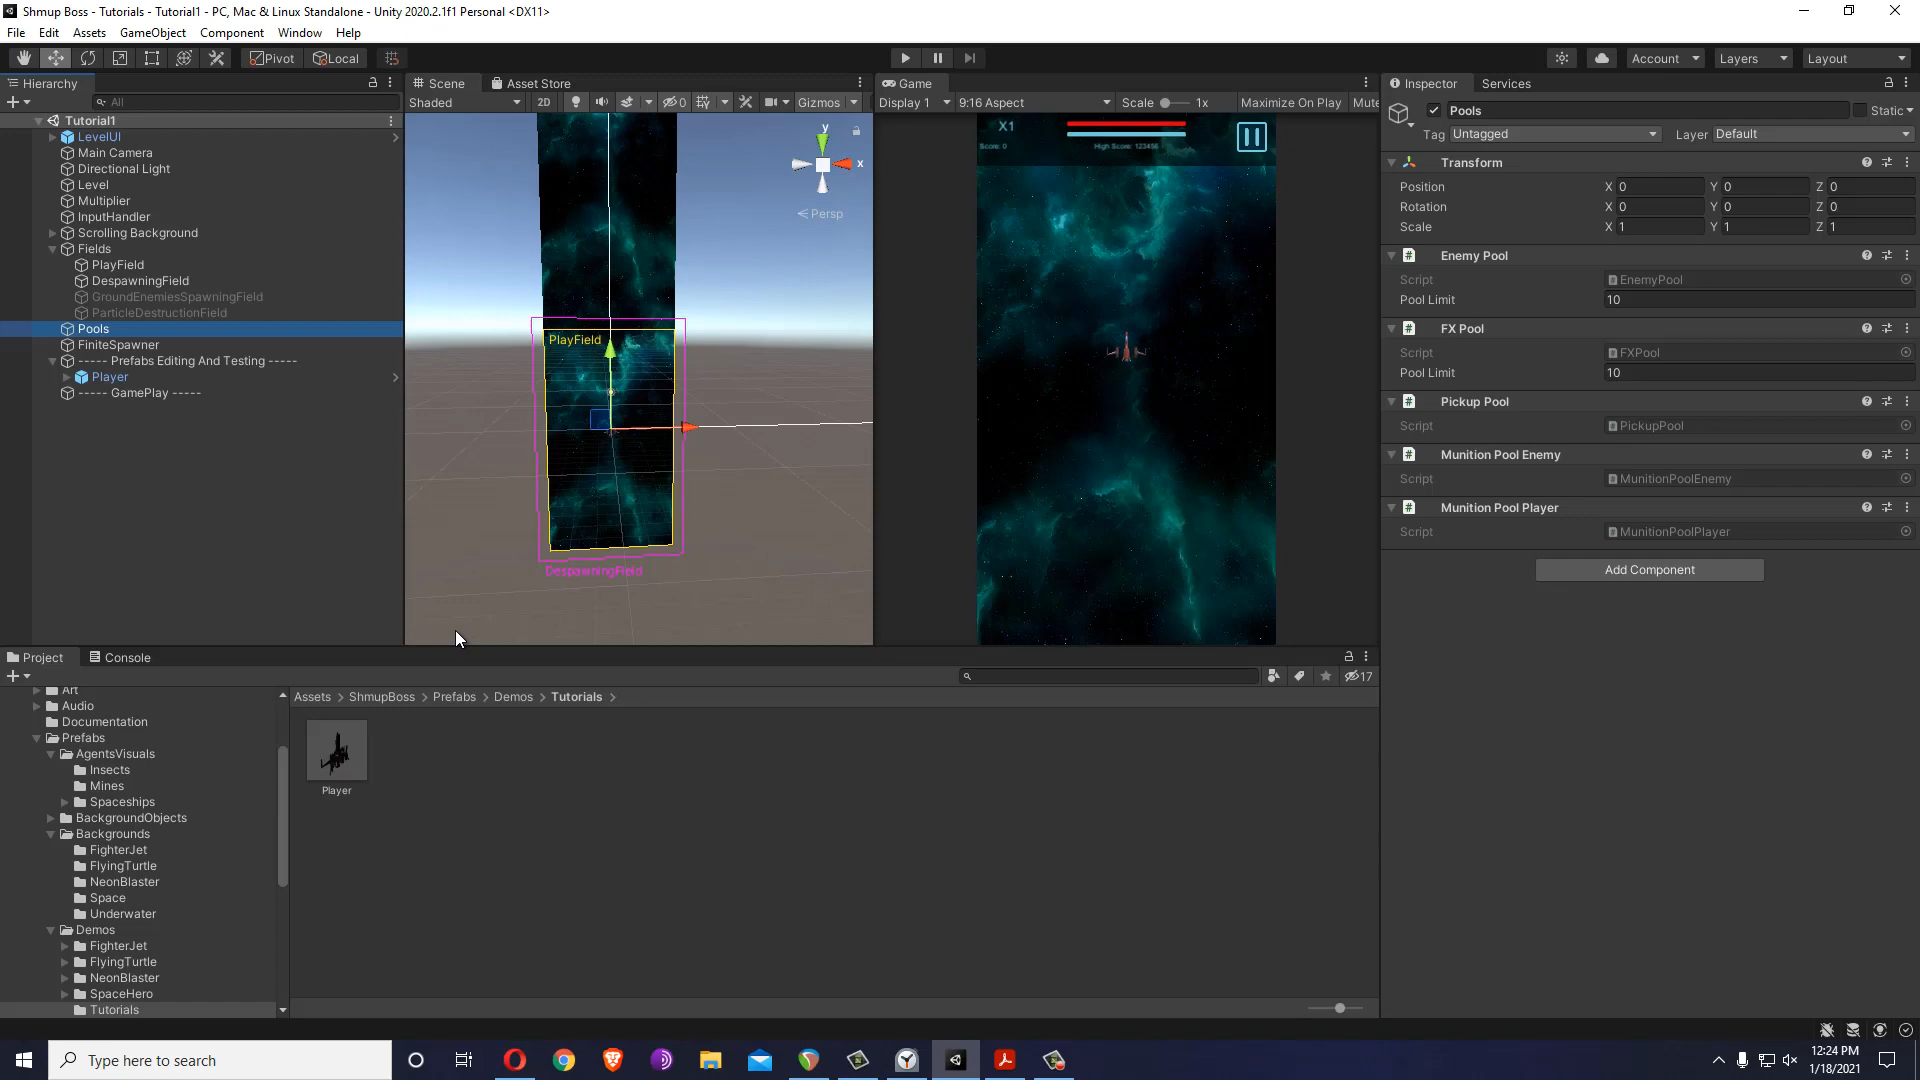 Shmup Boss - Tutorials - Tutorial1 - PC, Mac & Linux Standalone - Unity 2020.2.1f1 Personal <DX11>
File Edit Assets GameObject Component Window Help
Pivot Local Account Layers Layout
Hierarchy
All
Tutorial1
LevelUI
Main Camera
Directional Light
Level
Multiplier
InputHandler
Scrolling Background
Fields
PlayField
DespawningField
GroundEnemiesSpawningField
ParticleDestructionField
Pools
FiniteSpawner
----- Prefabs Editing And Testing -----
Player
----- GamePlay -----
Scene Asset Store
Shaded 2D 0 Gizmos
y
x
Persp
PlayField
DespawningField
Game
Display 1 9:16 Aspect Scale 1x Maximize On Play Mute
X1
Score: 0 High Score: 123456
Inspector Services
Pools Static
Tag Untagged Layer Default
Transform
Position X 0 Y 0 Z 0
Rotation X 0 Y 0 Z 0
Scale X 1 Y 1 Z 1
Enemy Pool
Script EnemyPool
Pool Limit 10
FX Pool
Script FXPool
Pool Limit 10
Pickup Pool
Script PickupPool
Munition Pool Enemy
Script MunitionPoolEnemy
Munition Pool Player
Script MunitionPoolPlayer
Add Component
Project Console
17
Art
Audio
Documentation
Prefabs
AgentsVisuals
Insects
Mines
Spaceships
BackgroundObjects
Backgrounds
FighterJet
FlyingTurtle
NeonBlaster
Space
Underwater
Demos
FighterJet
FlyingTurtle
NeonBlaster
SpaceHero
Tutorials
Assets > ShmupBoss > Prefabs > Demos > Tutorials >
Player
Type here to search
12:24 PM
1/18/2021